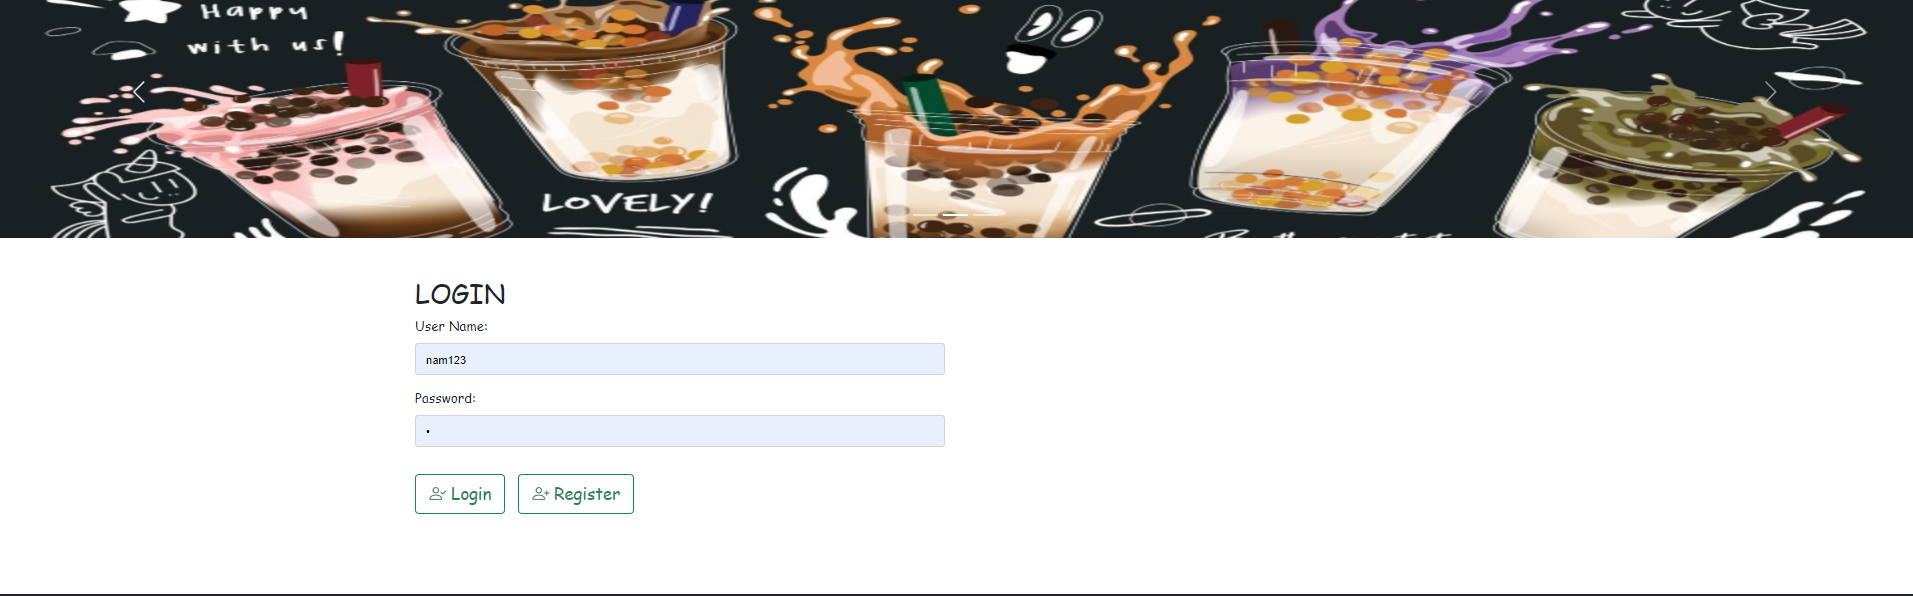 Happy
with us!
LOVELY!
LOGIN
User Name:
nam123
Password:
•
Login
Register